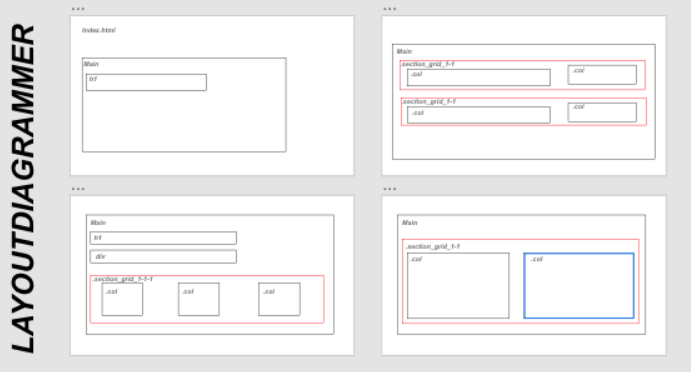 LAYOUTDIAGRAMMER
index.html
Main
h1
Main
.section_grid_1-1
.col
.col
.section_grid_1-1
.col
.col
Main
h1
div
.section_grid_1-1-1
.col
.col
.col
Main
.section_grid_1-1
.col
.col